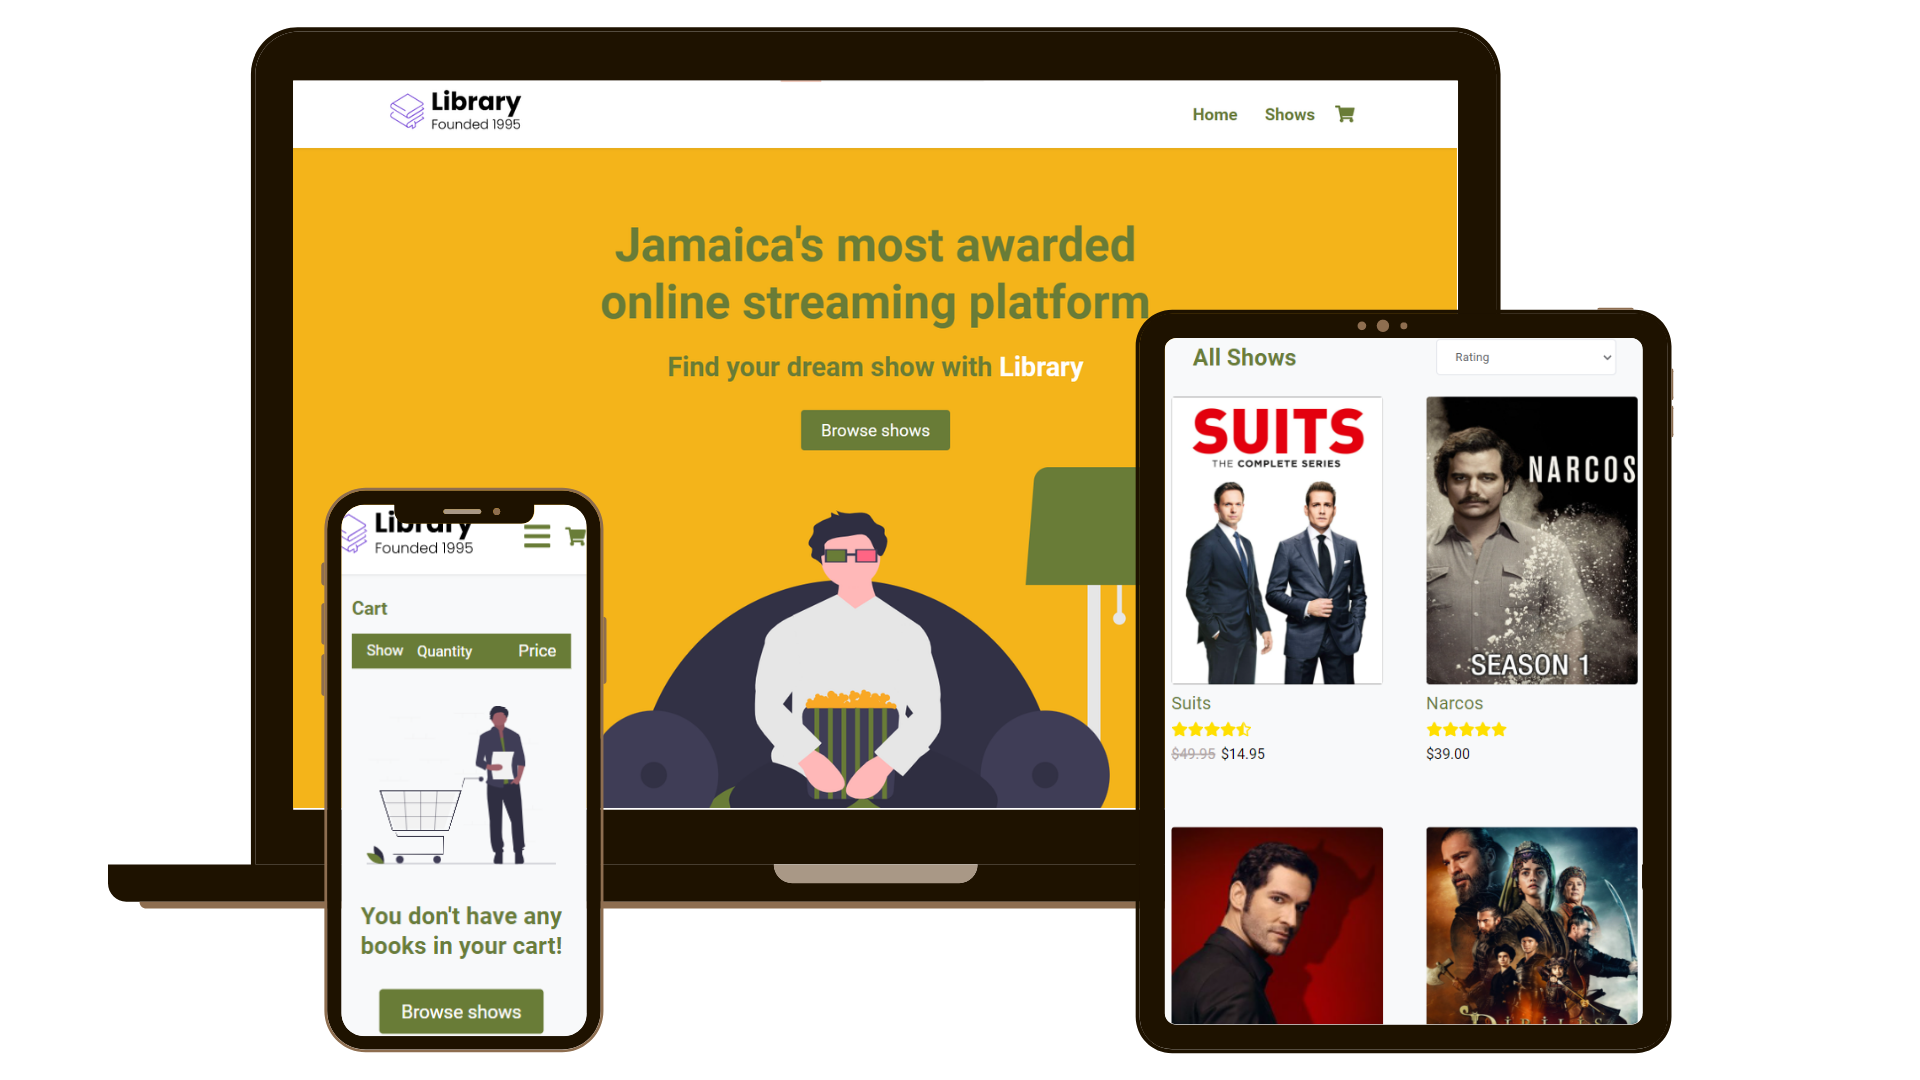 Library
Founded 1995
Home Shows
Jamaica's most awarded
online streaming platform
Find your dream show with Library
Browse shows
Library
Founded 1995
Cart
Show Quantity Price
You don't have any
books in your cart!
Browse shows
All Shows
Rating
SUITS
THE COMPLETE SERIES
NARCOS
SEASON 1
Suits
$49.95 $14.95
Narcos
$39.00